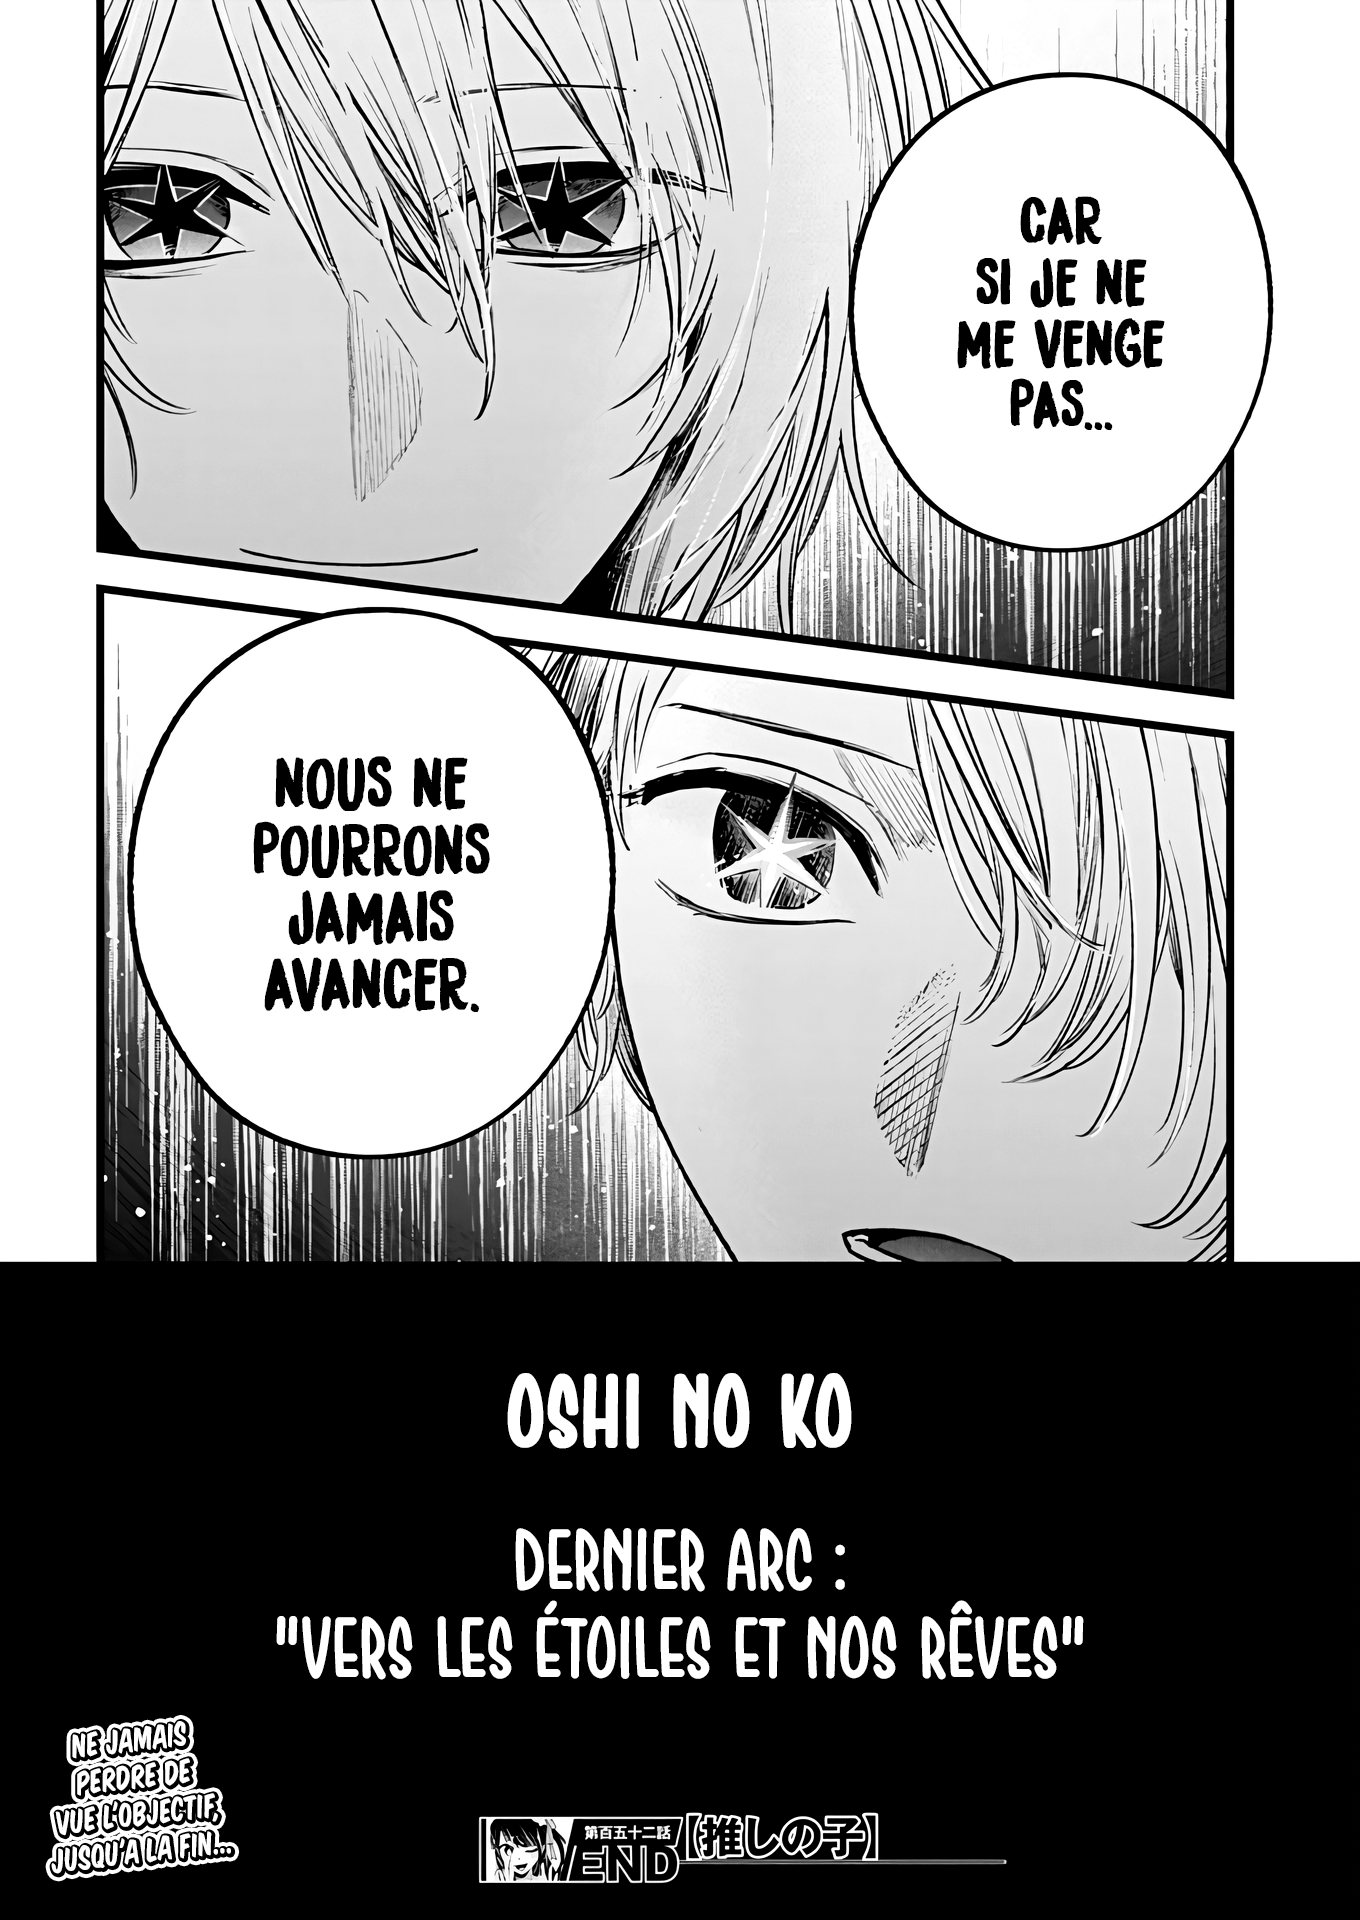 CAR
SI JE NE
ME VENGE
PAS...
NOUS NE
POURRONS
JAMAIS
AVANCER.
OSHI NO KO
DERNIER ARC :
"VERS LES ÉTOILES ET NOS RÊVES"
NE JAMAIS
PERDRE DE
VUE L'OBJECTIF,
JUSQU'A LA FIN...
第百五十二話
END
【推しの子】